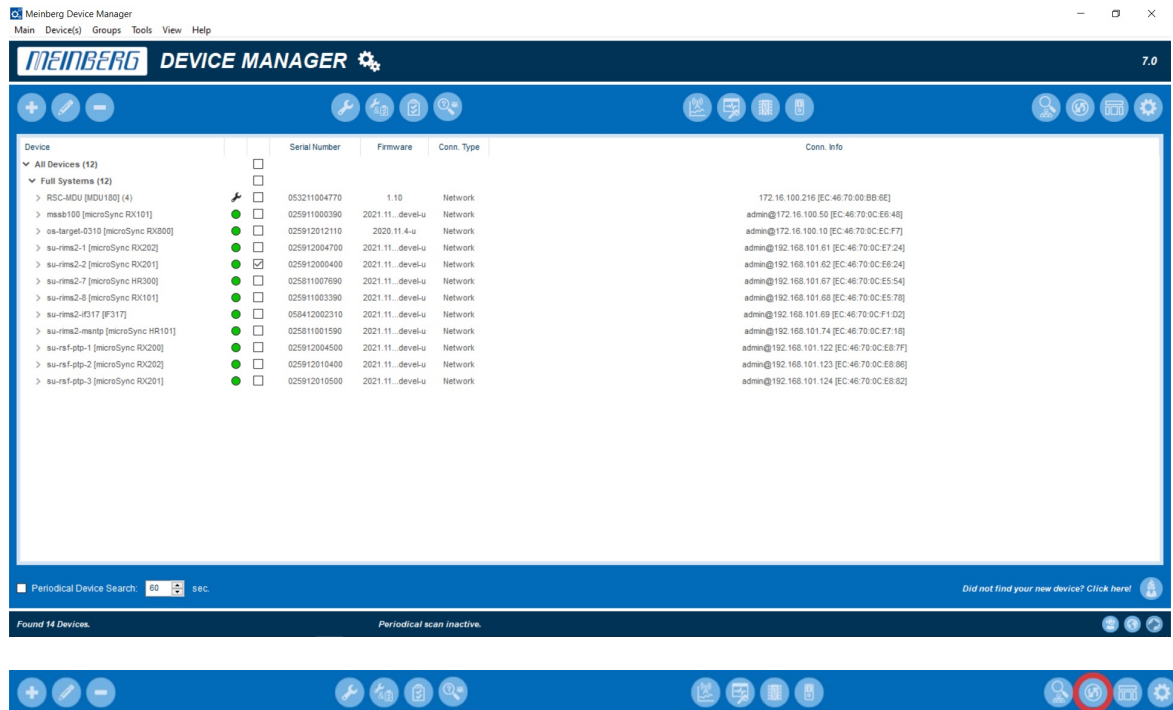 Meinberg Device Manager
Main Device(s) Groups Tools View Help
MEINBERG DEVICE MANAGER 7.0
Device Serial Number Firmware Conn. Type Conn. Info
All Devices (12)
Full Systems (12)
RSC-MDU [MDU180] (4) 053211004770 1.10 Network 172.16.100.216 [EC:46:70:00:BB:6E]
mssb100 [microSync RX101] 025911000390 2021.11...devel-u Network admin@172.16.100.50 [EC:46:70:0C:E6:48]
os-target-0310 [microSync RX800] 025912012110 2020.11.4-u Network admin@172.16.100.10 [EC:46:70:0C:EC:F7]
su-rims2-1 [microSync RX202] 025912004700 2021.11...devel-u Network admin@192.168.101.61 [EC:46:70:0C:E7:24]
su-rims2-2 [microSync RX201] 025912000400 2021.11...devel-u Network admin@192.168.101.62 [EC:46:70:0C:E6:24]
su-rims2-7 [microSync HR300] 025811007690 2021.11...devel-u Network admin@192.168.101.67 [EC:46:70:0C:E5:54]
su-rims2-8 [microSync RX101] 025911003390 2021.11...devel-u Network admin@192.168.101.68 [EC:46:70:0C:E5:78]
su-rims2-if317 [IF317] 058412002310 2021.11...devel-u Network admin@192.168.101.69 [EC:46:70:0C:F1:D2]
su-rims2-msntp [microSync HR101] 025811001590 2021.11...devel-u Network admin@192.168.101.74 [EC:46:70:0C:E7:18]
su-rsf-ptp-1 [microSync RX200] 025912004500 2021.11...devel-u Network admin@192.168.101.122 [EC:46:70:0C:E8:7F]
su-rsf-ptp-2 [microSync RX202] 025912010400 2021.11...devel-u Network admin@192.168.101.123 [EC:46:70:0C:E8:86]
su-rsf-ptp-3 [microSync RX201] 025912010500 2021.11...devel-u Network admin@192.168.101.124 [EC:46:70:0C:E8:82]
Periodical Device Search: 60 sec. Did not find your new device? Click here!
Found 14 Devices. Periodical scan inactive.